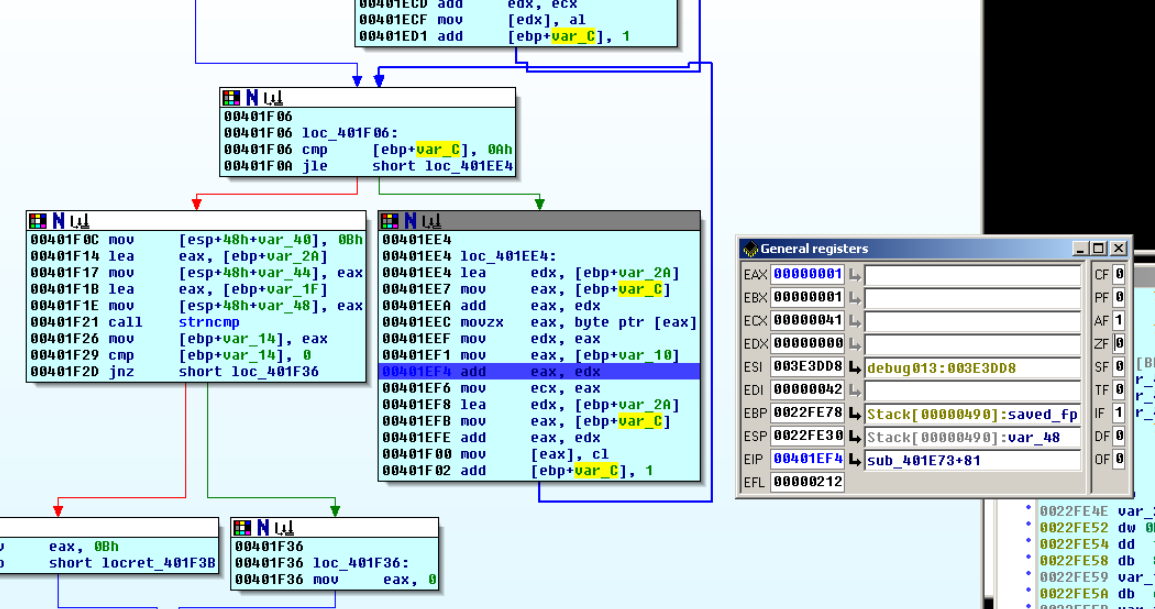 00401ECD add edx, ecx
00401ECF mov [edx], al
00401ED1 add [ebp+var_C], 1
00401F06
00401F06 loc_401F06:
00401F06 cmp [ebp+var_C], 0Ah
00401F0A jle short loc_401EE4
00401F0C mov [esp+48h+var_40], 0Bh
00401F14 lea eax, [ebp+var_2A]
00401F17 mov [esp+48h+var_44], eax
00401F1B lea eax, [ebp+var_1F]
00401F1E mov [esp+48h+var_48], eax
00401F21 call strncmp
00401F26 mov [ebp+var_14], eax
00401F29 cmp [ebp+var_14], 0
00401F2D jnz short loc_401F36
00401EE4
00401EE4 loc_401EE4:
00401EE4 lea edx, [ebp+var_2A]
00401EE7 mov eax, [ebp+var_C]
00401EEA add eax, edx
00401EEC movzx eax, byte ptr [eax]
00401EEF mov edx, eax
00401EF1 mov eax, [ebp+var_10]
00401EF4 add eax, edx
00401EF6 mov ecx, eax
00401EF8 lea edx, [ebp+var_2A]
00401EFB mov eax, [ebp+var_C]
00401EFE add eax, edx
00401F00 mov [eax], cl
00401F02 add [ebp+var_C], 1
eax, 0Bh
short locret_401F3B
00401F36
00401F36 loc_401F36:
00401F36 mov eax, 0
General registers
EAX 00000001 CF 0
EBX 00000001 PF 0
ECX 00000041 AF 1
EDX 00000000 ZF 0
ESI 003E3DD8 debug013:003E3DD8 SF 0
EDI 00000042 TF 0
EBP 0022FE78 Stack[00000490]:saved_fp IF 1
ESP 0022FE30 Stack[00000490]:var_48 DF 0
EIP 00401EF4 sub_401E73+81 OF 0
EFL 00000212
0022FE4E
0022FE52 dw
0022FE54 dd
0022FE58 db
0022FE59
0022FE5A db